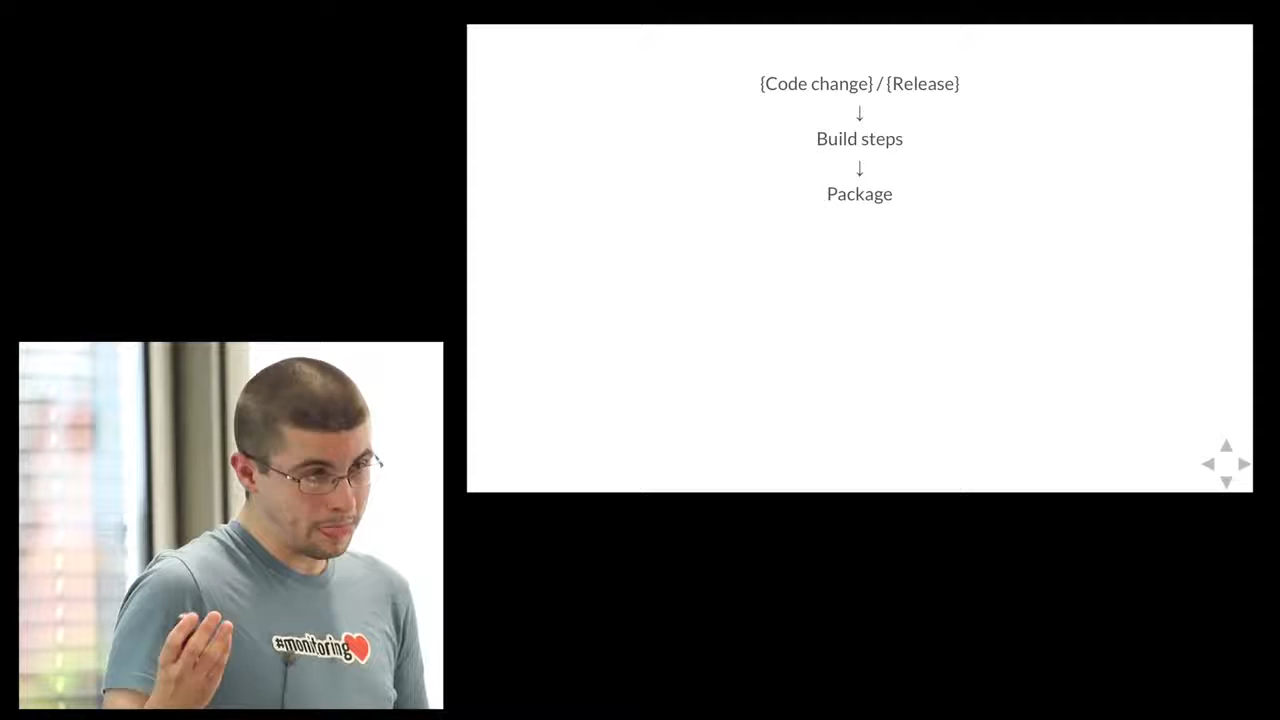 {Code change} / {Release}
↓
Build steps
↓
Package
#monitoring❤